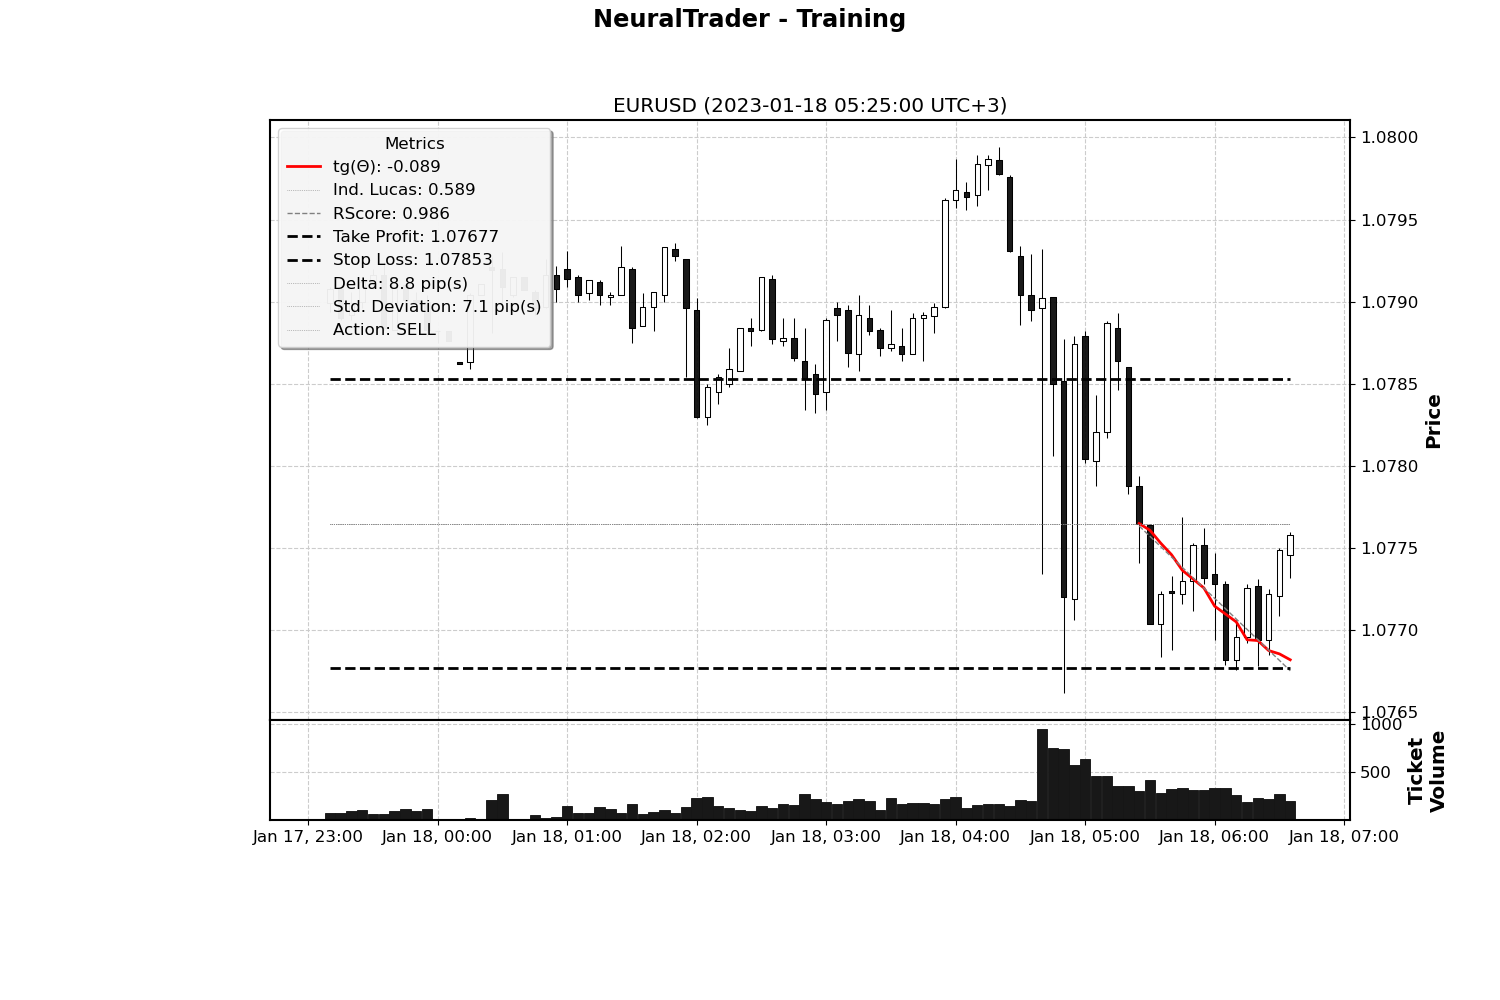 NeuralTrader - Training
EURUSD (2023-01-18 05:25:00 UTC+3)
Metrics
tg(Θ): -0.089
Ind. Lucas: 0.589
RScore: 0.986
Take Profit: 1.07677
Stop Loss: 1.07853
Delta: 8.8 pip(s)
Std. Deviation: 7.1 pip(s)
Action: SELL
1.0800
1.0795
1.0790
1.0785
1.0780
1.0775
1.0770
1.0765
Price
1000
500
Ticket
Volume
Jan 17, 23:00
Jan 18, 00:00
Jan 18, 01:00
Jan 18, 02:00
Jan 18, 03:00
Jan 18, 04:00
Jan 18, 05:00
Jan 18, 06:00
Jan 18, 07:00